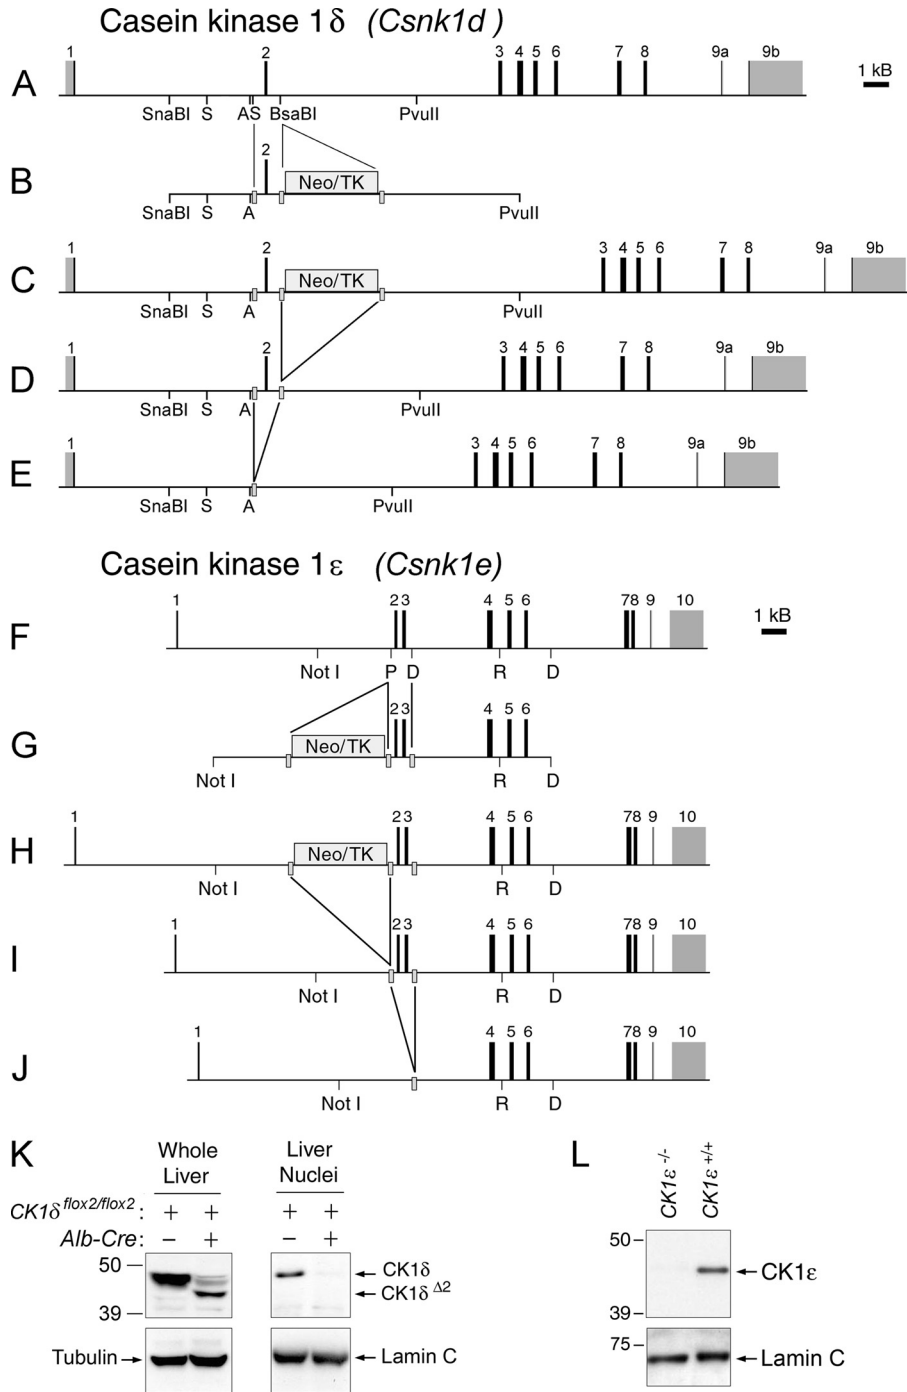 Casein kinase 1δ (Csnk1d )
1 2 3 4 5 6 7 8 9a 9b
A
1 kB
SnaBI S AS BsaBI PvuII
2
B
Neo/TK
SnaBI S A PvuII
1 2 3 4 5 6 7 8 9a 9b
C
Neo/TK
SnaBI S A PvuII
1 2 3 4 5 6 7 8 9a 9b
D
SnaBI S A PvuII
1 3 4 5 6 7 8 9a 9b
E
SnaBI S A PvuII
Casein kinase 1ε (Csnk1e)
1 2 3 4 5 6 7 8 9 10
F
1 kB
Not I P D R D
2 3 4 5 6
G
Neo/TK
Not I R D
1 2 3 4 5 6 7 8 9 10
H
Neo/TK
Not I R D
1 2 3 4 5 6 7 8 9 10
I
Not I R D
1 4 5 6 7 8 9 10
J
Not I R D
K
Whole
Liver
Liver
Nuclei
CK1δ flox2/flox2 : + + + +
Alb-Cre: – + – +
50
39
CK1δ
CK1δ Δ2
Tubulin
Lamin C
L
CK1ε -/-
CK1ε +/+
50
39
CK1ε
75
Lamin C